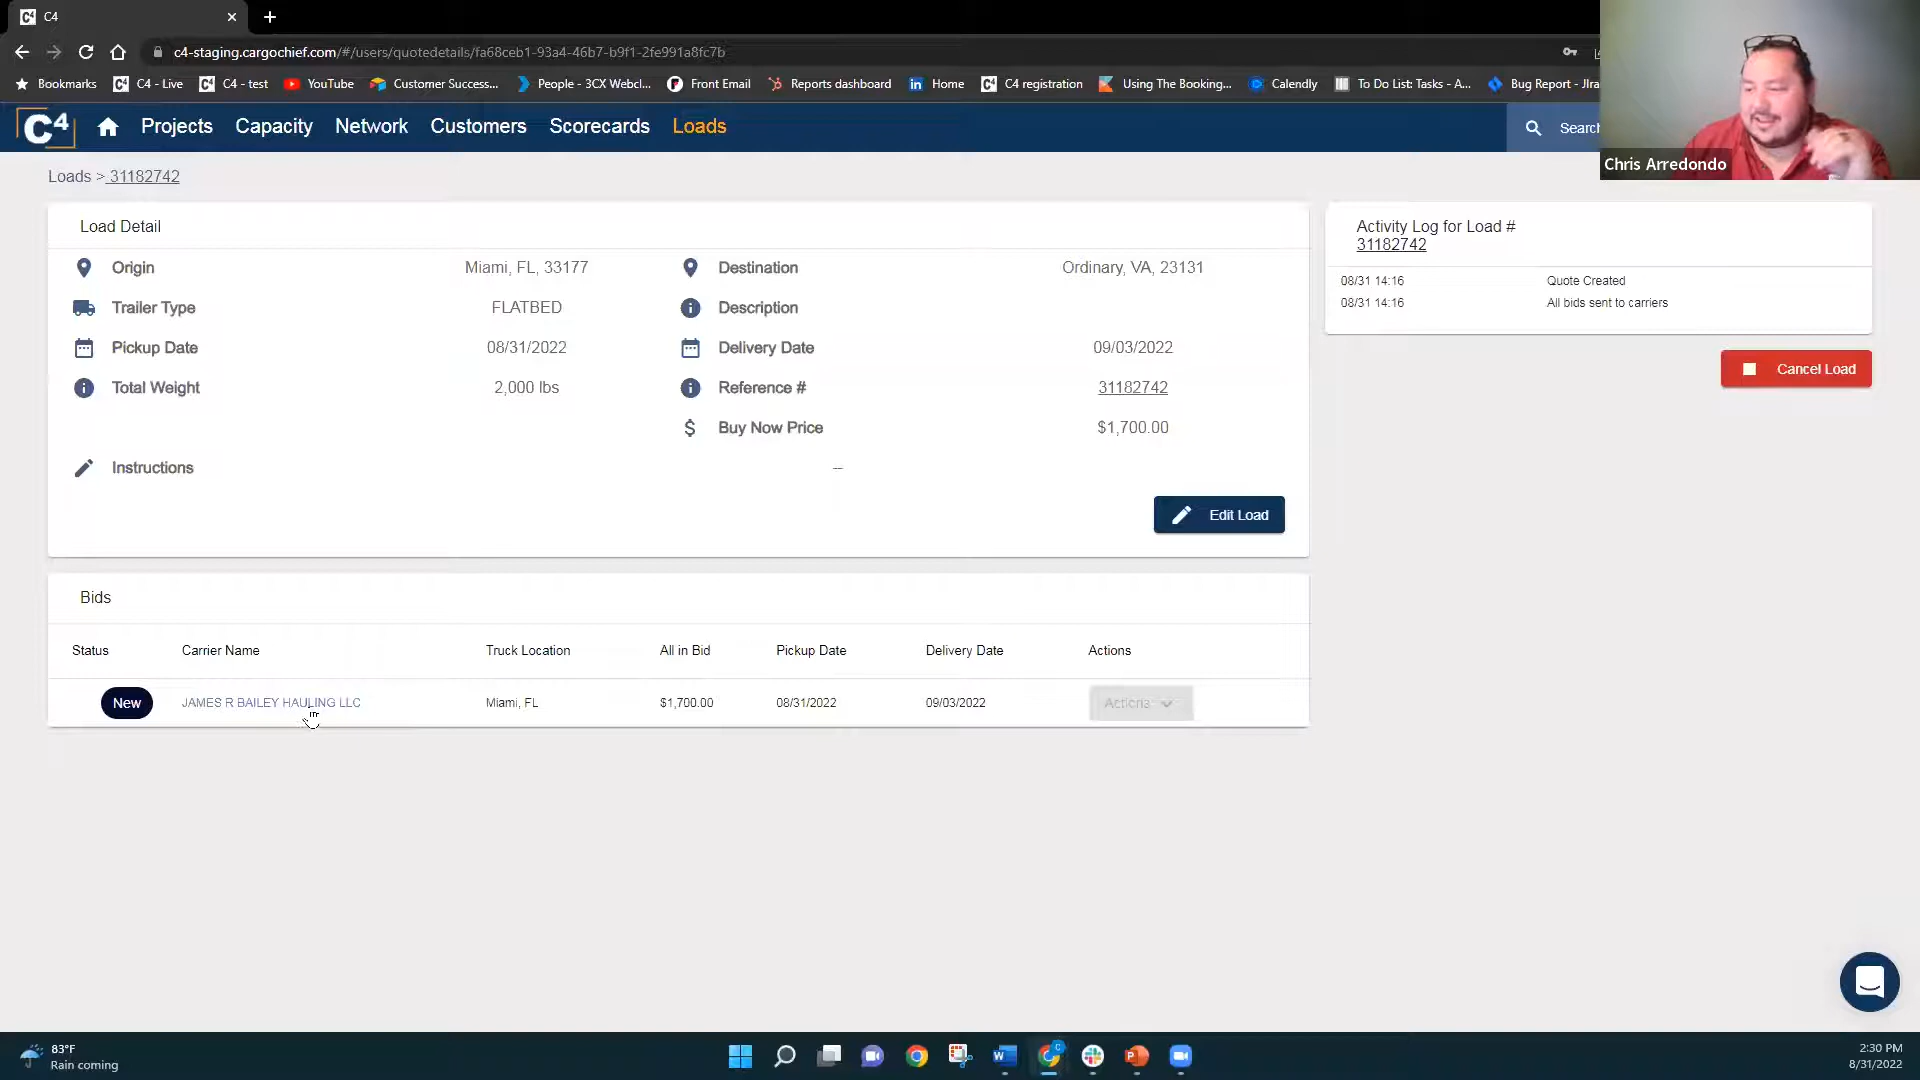 C4
c4-staging.cargochief.com/#/users/quotedetails/fa68ceb1-93a4-46b7-b9f1-2fe991a8fc7b
Bookmarks C4 - Live C4 - test YouTube Customer Success... People - 3CX Webcl... Front Email Reports dashboard Home C4 registration Using The Booking... Calendly To Do List: Tasks - A... Bug Report - Jira
C4 Projects Capacity Network Customers Scorecards Loads Search
Chris Arredondo
Loads > 31182742
Load Detail
Origin Miami, FL, 33177 Destination Ordinary, VA, 23131
Trailer Type FLATBED Description
Pickup Date 08/31/2022 Delivery Date 09/03/2022
Total Weight 2,000 lbs Reference # 31182742
$ Buy Now Price $1,700.00
Instructions --
Edit Load
Activity Log for Load #
31182742
08/31 14:16 Quote Created
08/31 14:16 All bids sent to carriers
Cancel Load
Bids
Status Carrier Name Truck Location All in Bid Pickup Date Delivery Date Actions
New JAMES R BAILEY HAULING LLC Miami, FL $1,700.00 08/31/2022 09/03/2022 Actions
83°F
Rain coming
2:30 PM
8/31/2022